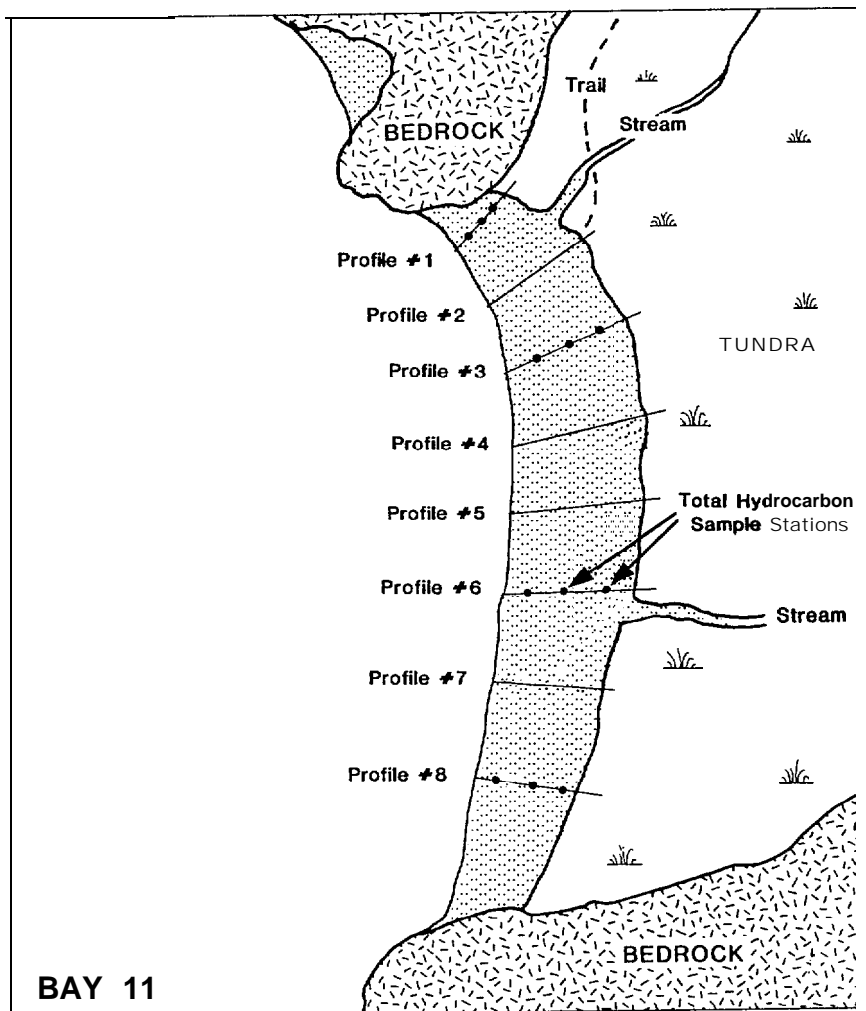 Trail
Stream
BEDROCK
Profile #1
Profile #2
Profile #3
TUNDRA
Profile #4
Total Hydrocarbon
Sample Stations
Profile #5
Profile #6
Stream
Profile #7
Profile #8
BEDROCK
BAY 11